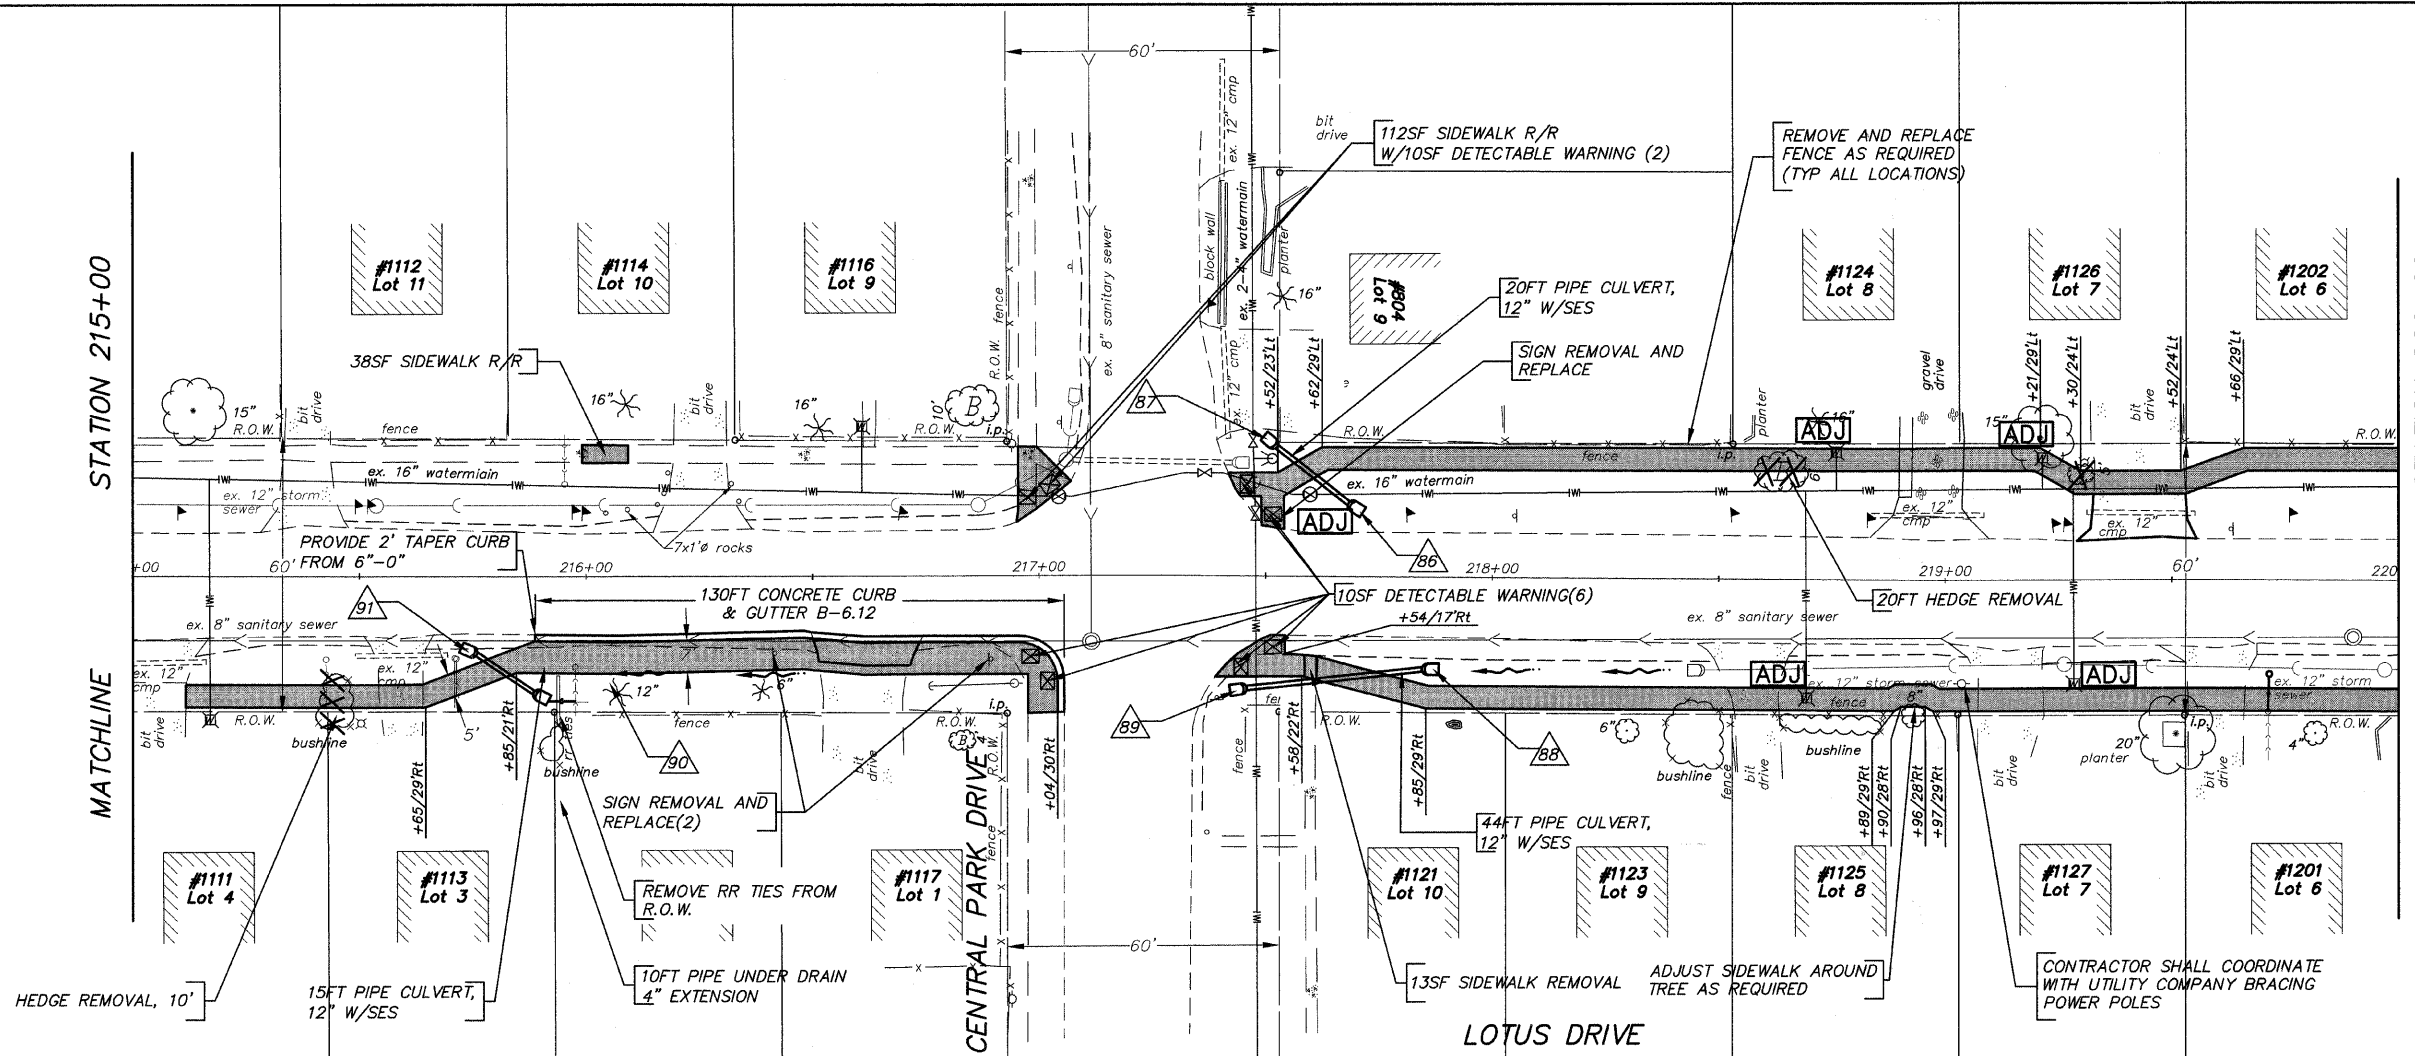 60'
bit
drive
112SF SIDEWALK R/R
W/10SF DETECTABLE WARNING (2)
REMOVE AND REPLACE
FENCE AS REQUIRED
(TYP ALL LOCATIONS)
ex. 12" cmp
ex. 2-4" watermain
block wall
planter
ex. 8" sanitary sewer
R.O.W.
fence
STATION 215+00
#1112
Lot 11
#1114
Lot 10
#1116
Lot 9
#804
Lot 9
#1124
Lot 8
#1126
Lot 7
#1202
Lot 6
16"
20FT PIPE CULVERT,
12" W/SES
SIGN REMOVAL AND
REPLACE
38SF SIDEWALK R/R
+52/23'Lt
+62/29'Lt
+21/29'Lt
+30/24'Lt
+52/24'Lt
+66/29'Lt
gravel
drive
bit
drive
planter
87
ex. 12" cmp
15"
R.O.W.
bit
drive
fence
16"
bit
drive
16"
10'
B
R.O.W.
i.p.
R.O.W.
fence
i.p.
16"
ADJ
15"
ADJ
R.O.W.
ex. 16" watermiain
ex. 12" storm
sewer
7x1'ø rocks
ex. 16" watermain
ADJ
86
6"
ex. 12"
cmp
ex. 12"
cmp
PROVIDE 2' TAPER CURB
FROM 6"-0"
+00
60'
216+00
217+00
218+00
219+00
60'
220
91
130FT CONCRETE CURB
& GUTTER B-6.12
10SF DETECTABLE WARNING(6)
20FT HEDGE REMOVAL
+54/17'Rt
ex. 8" sanitary sewer
ex. 8" sanitary sewer
ex. 12"
cmp
ex. 12"
cmp
12"
6"
ADJ
ADJ
ex. 12" storm sewer
8"
ex. 12" storm
sewer
MATCHLINE
bit
drive
R.O.W.
bushline
5'
rr ties
bushline
fence
90
bit
drive
R.O.W.
B
4"
i.p.
R.O.W.
89
fence
R.O.W.
88
6"
bushline
fence
bit
drive
fence
bushline
bit
drive
20"
planter
i.p.
bit
drive
4"
R.O.W.
+65/29'Rt
+85/21'Rt
+04/30'Rt
+58/22'Rt
+85/29'Rt
+89/29'Rt
+90/28'Rt
+96/28'Rt
+97/29'Rt
SIGN REMOVAL AND
REPLACE(2)
44FT PIPE CULVERT,
12" W/SES
fence
#1111
Lot 4
#1113
Lot 3
#1117
Lot 1
#1121
Lot 10
#1123
Lot 9
#1125
Lot 8
#1127
Lot 7
#1201
Lot 6
REMOVE RR TIES FROM
R.O.W.
CENTRAL PARK DRIVE
60'
HEDGE REMOVAL, 10'
15FT PIPE CULVERT,
12" W/SES
10FT PIPE UNDER DRAIN
4" EXTENSION
13SF SIDEWALK REMOVAL
ADJUST SIDEWALK AROUND
TREE AS REQUIRED
CONTRACTOR SHALL COORDINATE
WITH UTILITY COMPANY BRACING
POWER POLES
LOTUS DRIVE